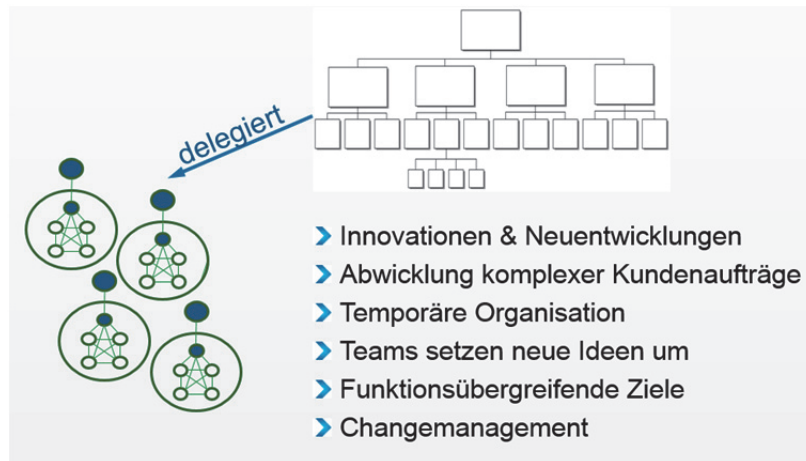 delegiert
Innovationen & Neuentwicklungen
Abwicklung komplexer Kundenaufträge
Temporäre Organisation
Teams setzen neue Ideen um
Funktionsübergreifende Ziele
Changemanagement